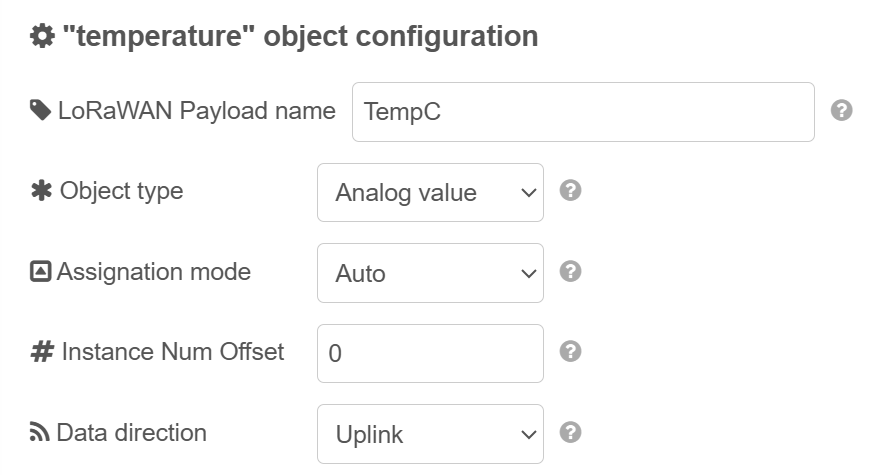 "temperature" object configuration
LoRaWAN Payload name TempC
Object type Analog value
Assignation mode Auto
Instance Num Offset 0
Data direction Uplink